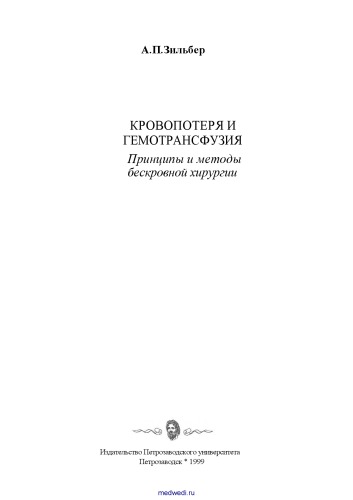 А.П.Зильбер
КРОВОПОТЕРЯ И
ГЕМОТРАНСФУЗИЯ
Принципы и методы
бескровной хирургии
Издательство Петрозаводского университета
Петрозаводск * 1999
medwedi.ru